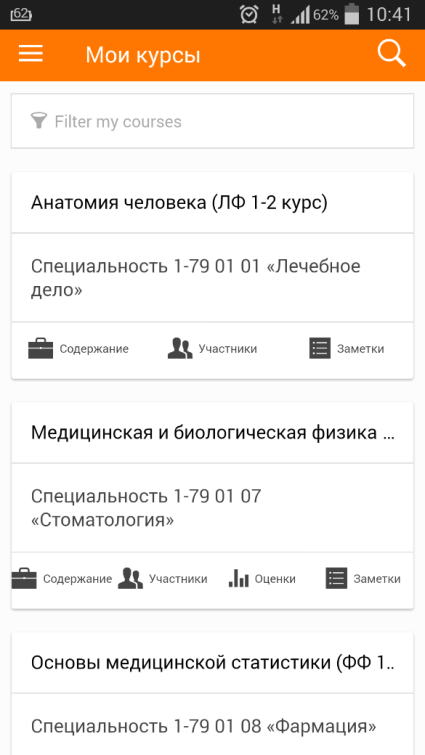 62
H
62%
10:41
Мои курсы
Filter my courses
Анатомия человека (ЛФ 1-2 курс)
Специальность 1-79 01 01 «Лечебное
дело»
Содержание Участники Заметки
Медицинская и биологическая физика ...
Специальность 1-79 01 07
«Стоматология»
Содержание Участники Оценки Заметки
Основы медицинской статистики (ФФ 1..
Специальность 1-79 01 08 «Фармация»